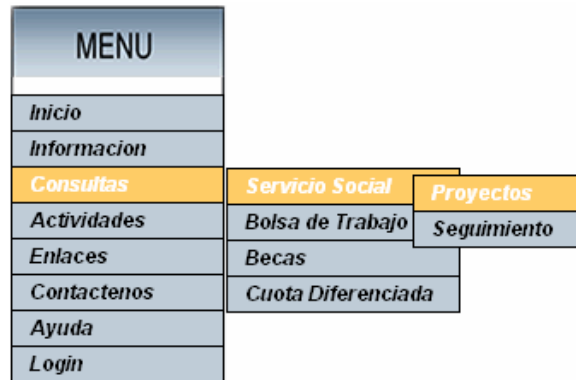 MENU
Inicio
Informacion
Consultas
Actividades
Enlaces
Contactenos
Ayuda
Login
Servicio Social
Bolsa de Trabajo
Becas
Cuota Diferenciada
Proyectos
Seguimiento